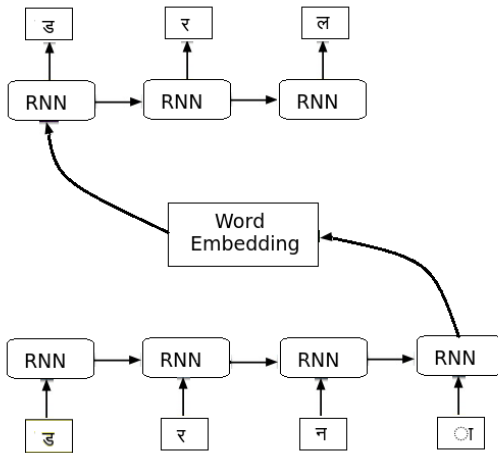 ड र ल
RNN RNN RNN
Word
Embedding
RNN RNN RNN RNN
ड र न ा